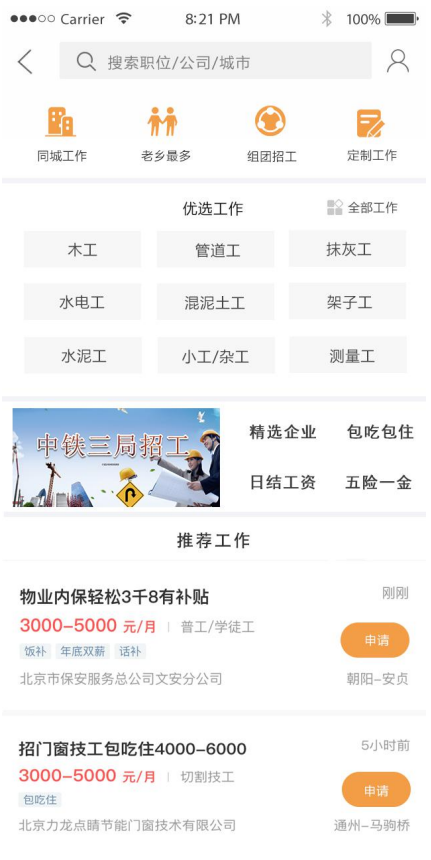 Carrier 8:21 PM 100%
搜索职位/公司/城市
同城工作 老乡最多 组团招工 定制工作
优选工作 全部工作
木工 管道工 抹灰工
水电工 混泥土工 架子工
水泥工 小工/杂工 测量工
中铁三局招工
精选企业 包吃包住
日结工资 五险一金
推荐工作
物业内保轻松3千8有补贴 刚刚
3000-5000 元/月 普工/学徒工
申请
饭补 年底双薪 话补
北京市保安服务总公司文安分公司 朝阳-安贞
招门窗技工包吃住4000-6000 5小时前
3000-5000 元/月 切割技工
申请
包吃住
北京力龙点睛节能门窗技术有限公司 通州-马驹桥